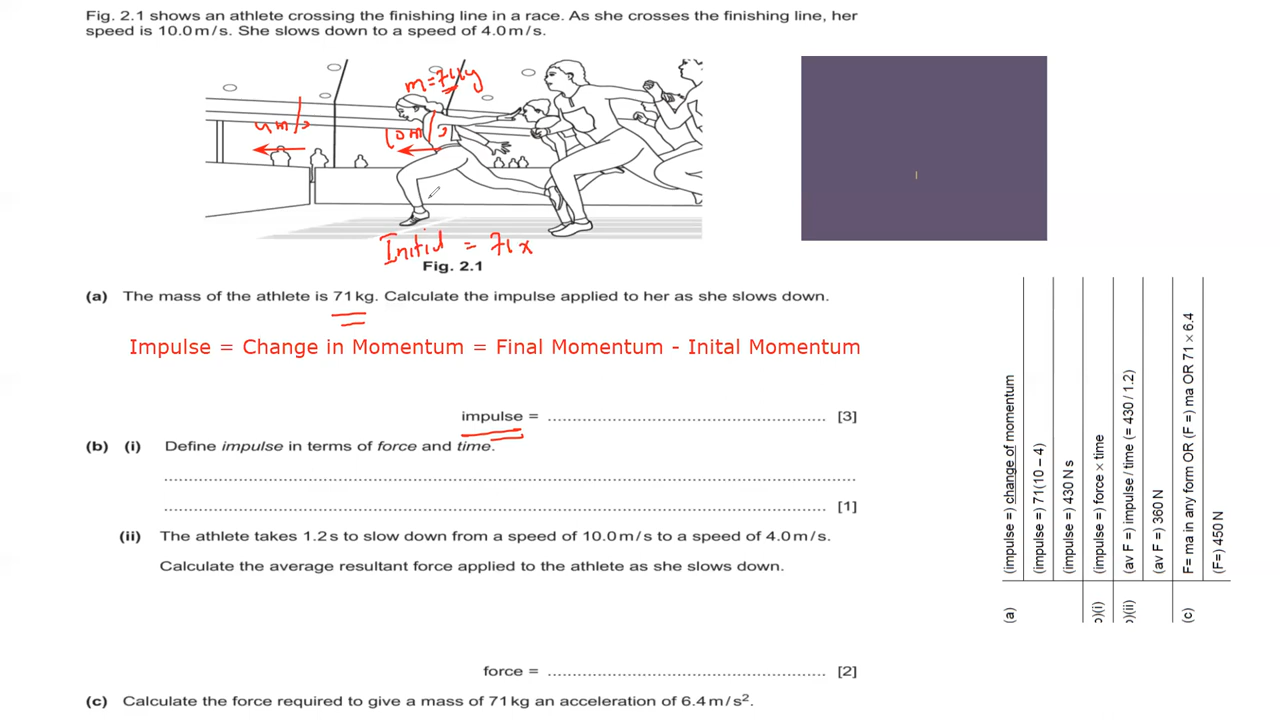 Fig. 2.1 shows an athlete crossing the finishing line in a race. As she crosses the finishing line, her
speed is 10.0 m/s. She slows down to a speed of 4.0 m/s.
m = 71kg
4m/s
10m/s
Initial = 71x
Fig. 2.1
(a) The mass of the athlete is 71 kg. Calculate the impulse applied to her as she slows down.
Impulse = Change in Momentum = Final Momentum - Inital Momentum
impulse = ............................................................ [3]
(b) (i) Define impulse in terms of force and time.
............................................................
............................................................ [1]
(ii) The athlete takes 1.2 s to slow down from a speed of 10.0 m/s to a speed of 4.0 m/s.
Calculate the average resultant force applied to the athlete as she slows down.
force = ............................................................ [2]
(c) Calculate the force required to give a mass of 71 kg an acceleration of 6.4 m/s².
(a) (impulse =) change of momentum
(impulse =) 71(10 – 4)
(impulse =) 430 N s
b)(i) (impulse =) force × time
b)(ii) (av F =) impulse / time (= 430 / 1.2)
(av F =) 360 N
(c) F= ma in any form OR (F =) ma OR 71 × 6.4
(F=) 450 N